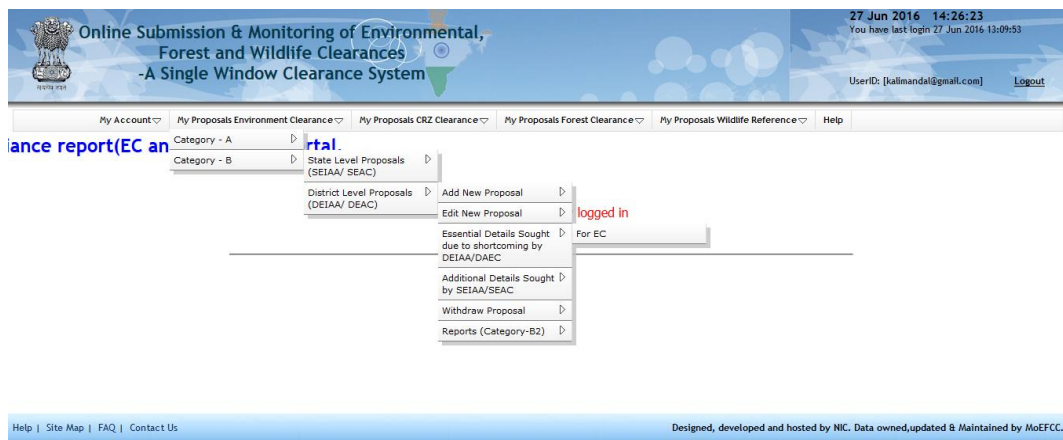 27 Jun 2016 14:26:23
You have last login 27 Jun 2016 13:09:53
Online Submission & Monitoring of Environmental,
Forest and Wildlife Clearances
-A Single Window Clearance System
सत्यमेव जयते
UserID: [kalimandal@gmail.com] Logout
My Account My Proposals Environment Clearance My Proposals CRZ Clearance My Proposals Forest Clearance My Proposals Wildlife Reference Help
iance report(EC an rtal.
Category - A
Category - B
State Level Proposals
(SEIAA/ SEAC)
District Level Proposals
(DEIAA/ DEAC)
Add New Proposal
Edit New Proposal
logged in
Essential Details Sought
due to shortcoming by
DEIAA/DAEC
For EC
Additional Details Sought
by SEIAA/SEAC
Withdraw Proposal
Reports (Category-B2)
Help | Site Map | FAQ | Contact Us
Designed, developed and hosted by NIC. Data owned,updated & Maintained by MoEFCC.